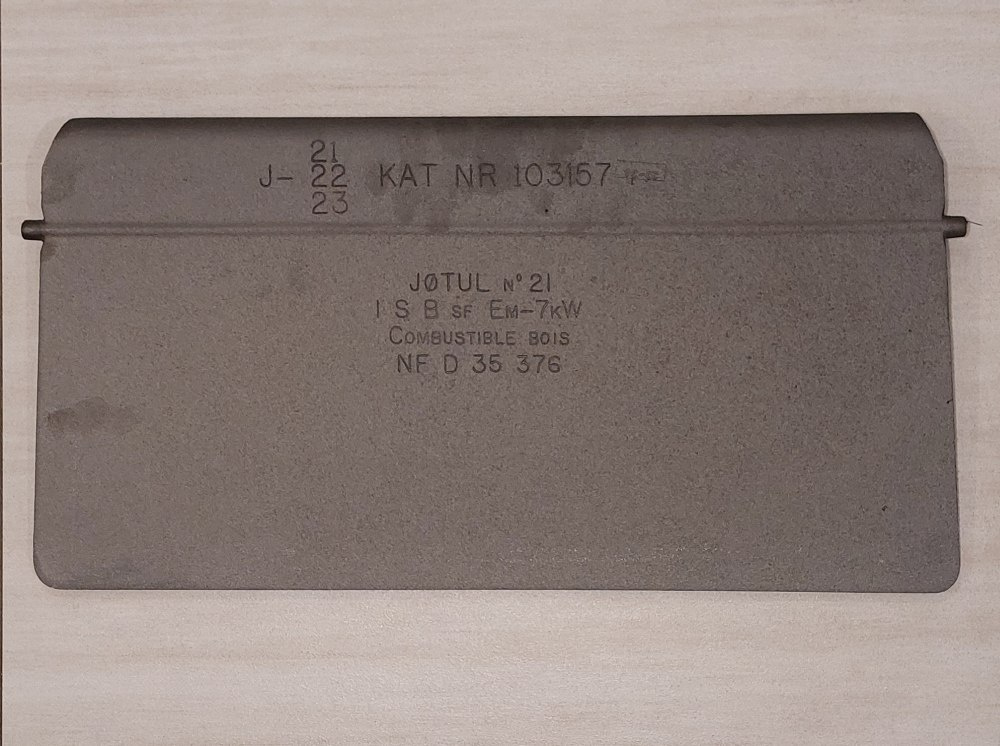 21
J- 22 KAT NR 103157
23
JØTUL N° 21
I S B SF EM-7KW
COMBUSTIBLE BOIS
NF D 35 376